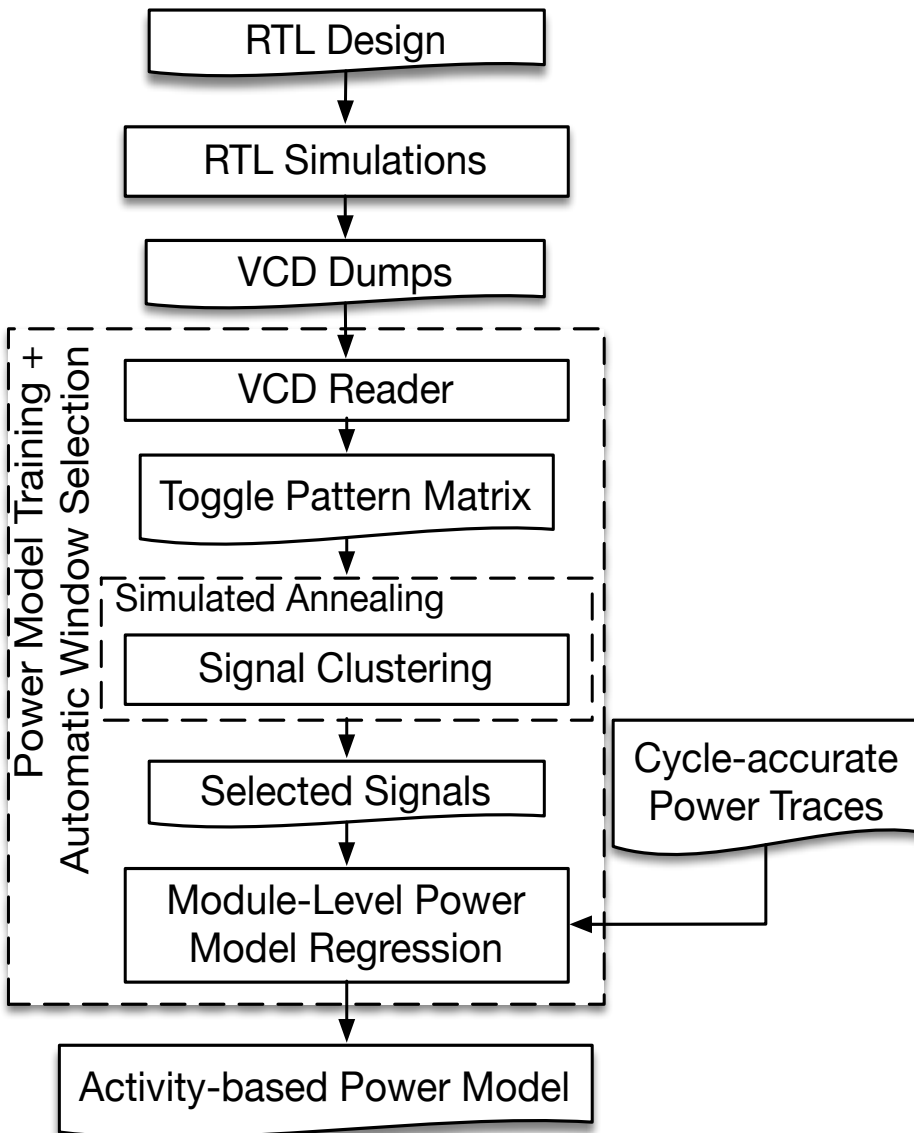 RTL Design
RTL Simulations
VCD Dumps
Power Model Training +
Automatic Window Selection
VCD Reader
Toggle Pattern Matrix
Simulated Annealing
Signal Clustering
Selected Signals
Cycle-accurate
Power Traces
Module-Level Power
Model Regression
Activity-based Power Model